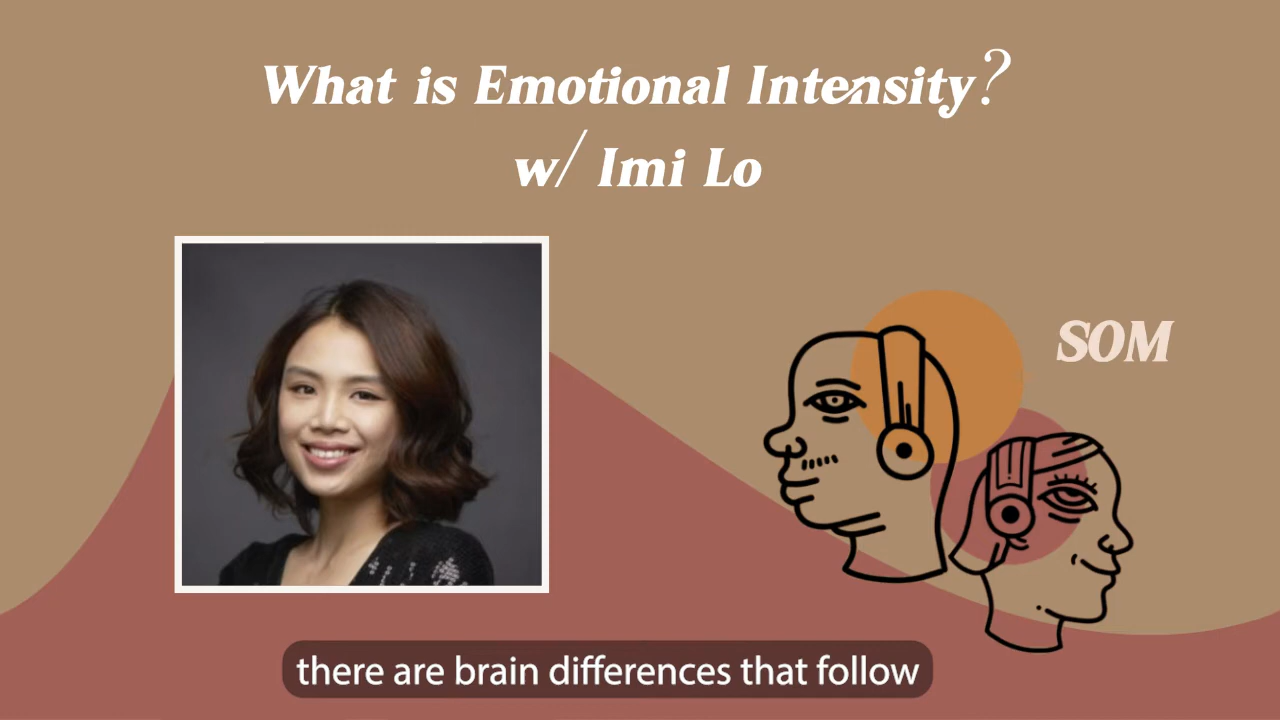 What is Emotional Intensity?
w/ Imi Lo
SOM
there are brain differences that follow